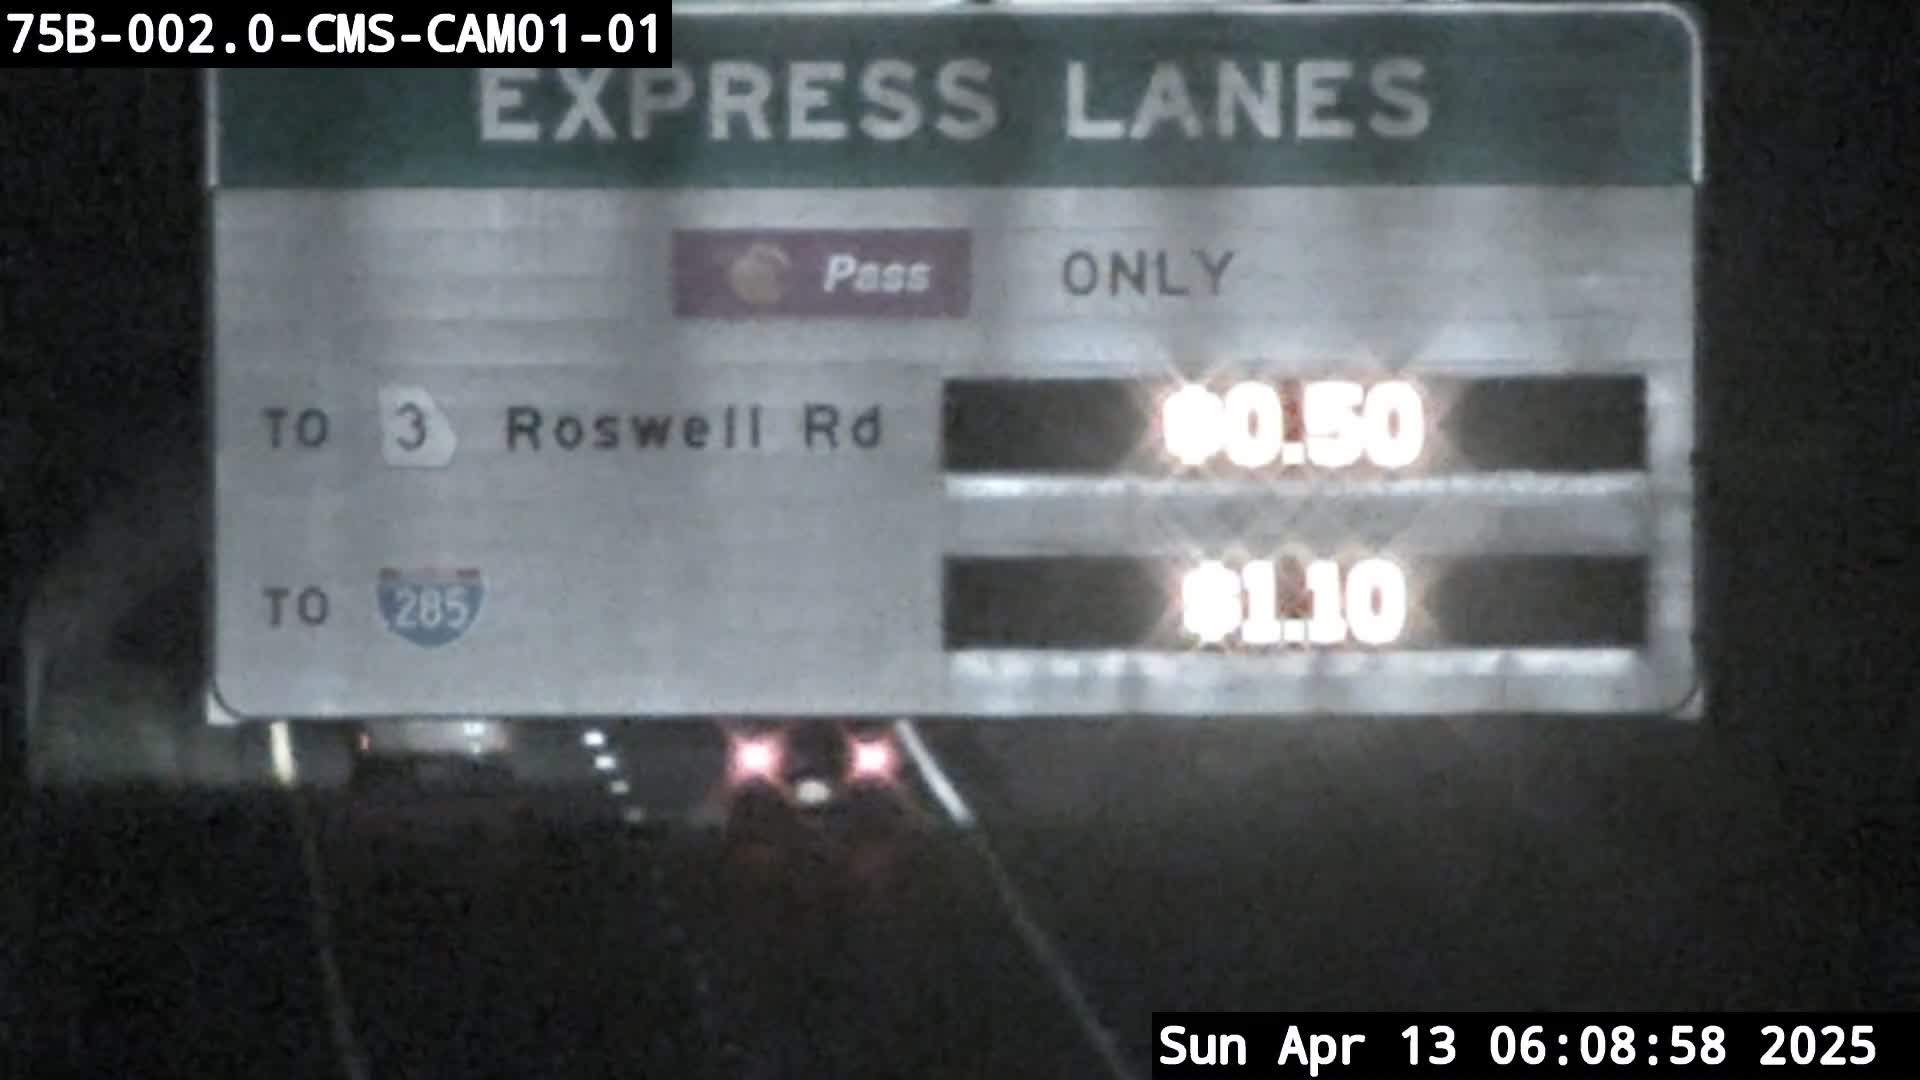 75B-002.0-CMS-CAM01-01
EXPRESS LANES
Pass ONLY
TO 3 Roswell Rd $0.50
TO 285 $1.10
Sun Apr 13 06:08:58 2025